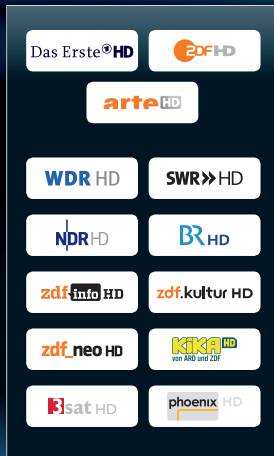 Das Erste HD
ZDF HD
arte HD
WDR HD
SWR» HD
NDR HD
BR HD
zdf info HD
zdf.kultur HD
zdf_neo HD
KiKA HD
von ARD und ZDF
3sat HD
phoenix HD